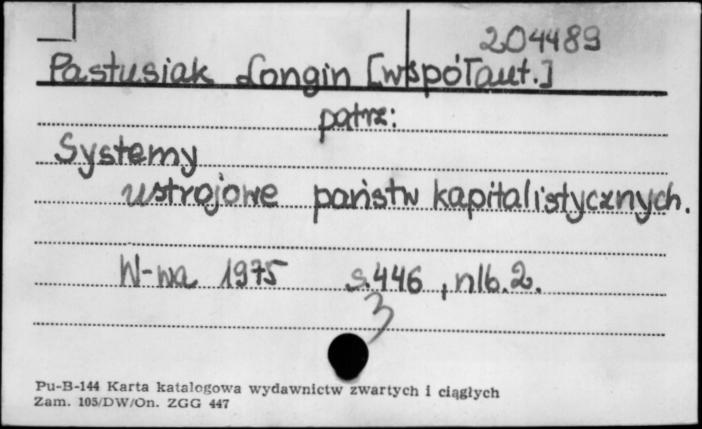 204489
Pastusiak Longin [współaut.]
patrz:
Systemy
ustrojowe państw kapitalistycznych.
W-wa 1975 s.446, nlb.2.
3
Pu-B-144 Karta katalogowa wydawnictw zwartych i ciągłych
Zam. 105/DW/On. ZGG 447